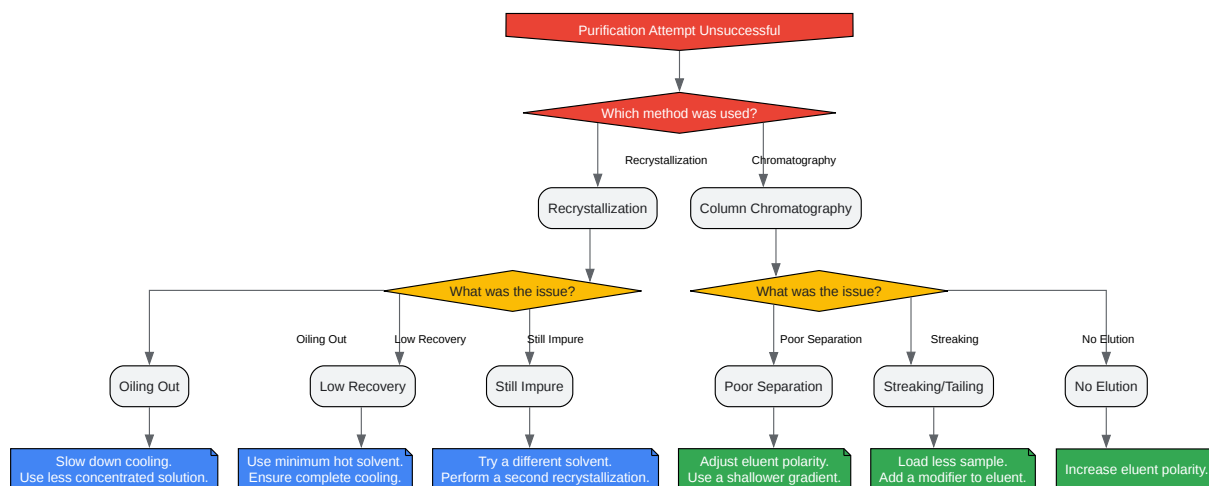 Purification Attempt Unsuccessful
Which method was used?
Recrystallization
Chromatography
Recrystallization
Column Chromatography
What was the issue?
What was the issue?
Oiling Out
Low Recovery
Still Impure
Poor Separation
Streaking
No Elution
Oiling Out
Low Recovery
Still Impure
Poor Separation
Streaking/Tailing
No Elution
Slow down cooling.
Use less concentrated solution.
Use minimum hot solvent.
Ensure complete cooling.
Try a different solvent.
Perform a second recrystallization.
Adjust eluent polarity.
Use a shallower gradient.
Load less sample.
Add a modifier to eluent.
Increase eluent polarity.